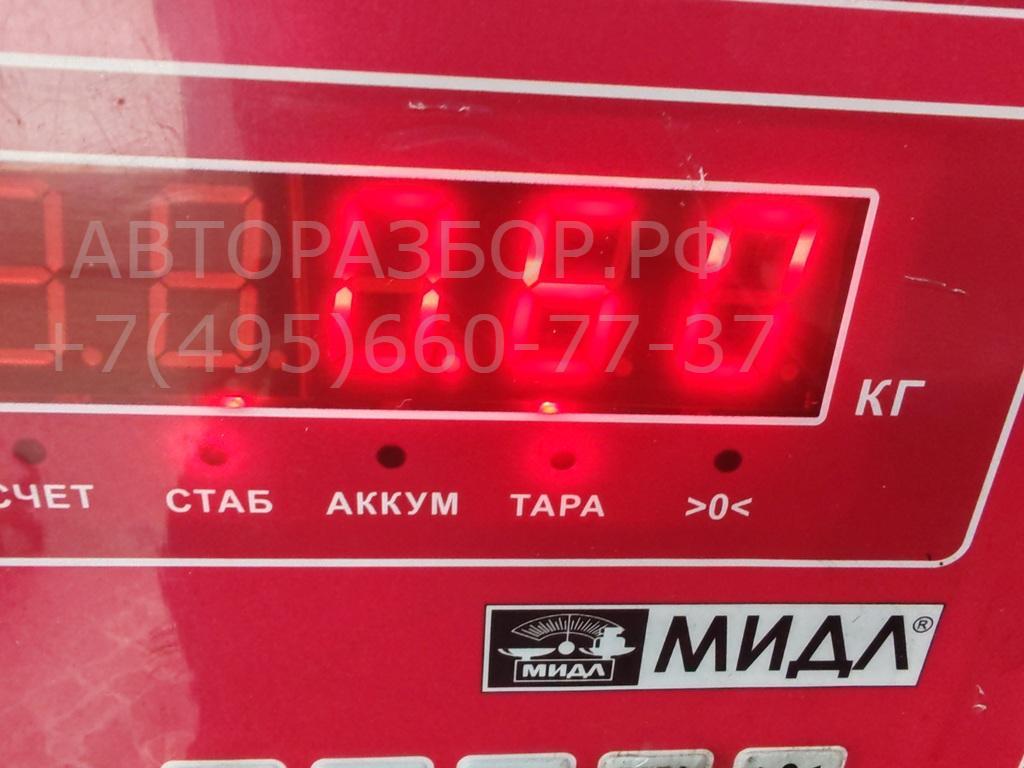 АВТОРАЗБОР.РФ
+7(495)660-77-37
КГ
СЧЕТ СТАБ АККУМ ТАРА >0<
МИДЛ МИДЛ®